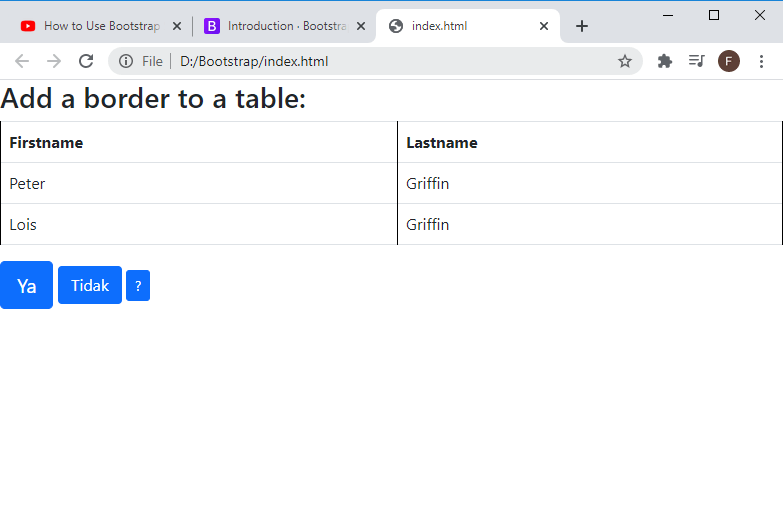 How to Use Bootstrap
B Introduction · Bootstra
index.html
File D:/Bootstrap/index.html F
Add a border to a table:
Firstname Lastname
Peter Griffin
Lois Griffin
Ya Tidak ?